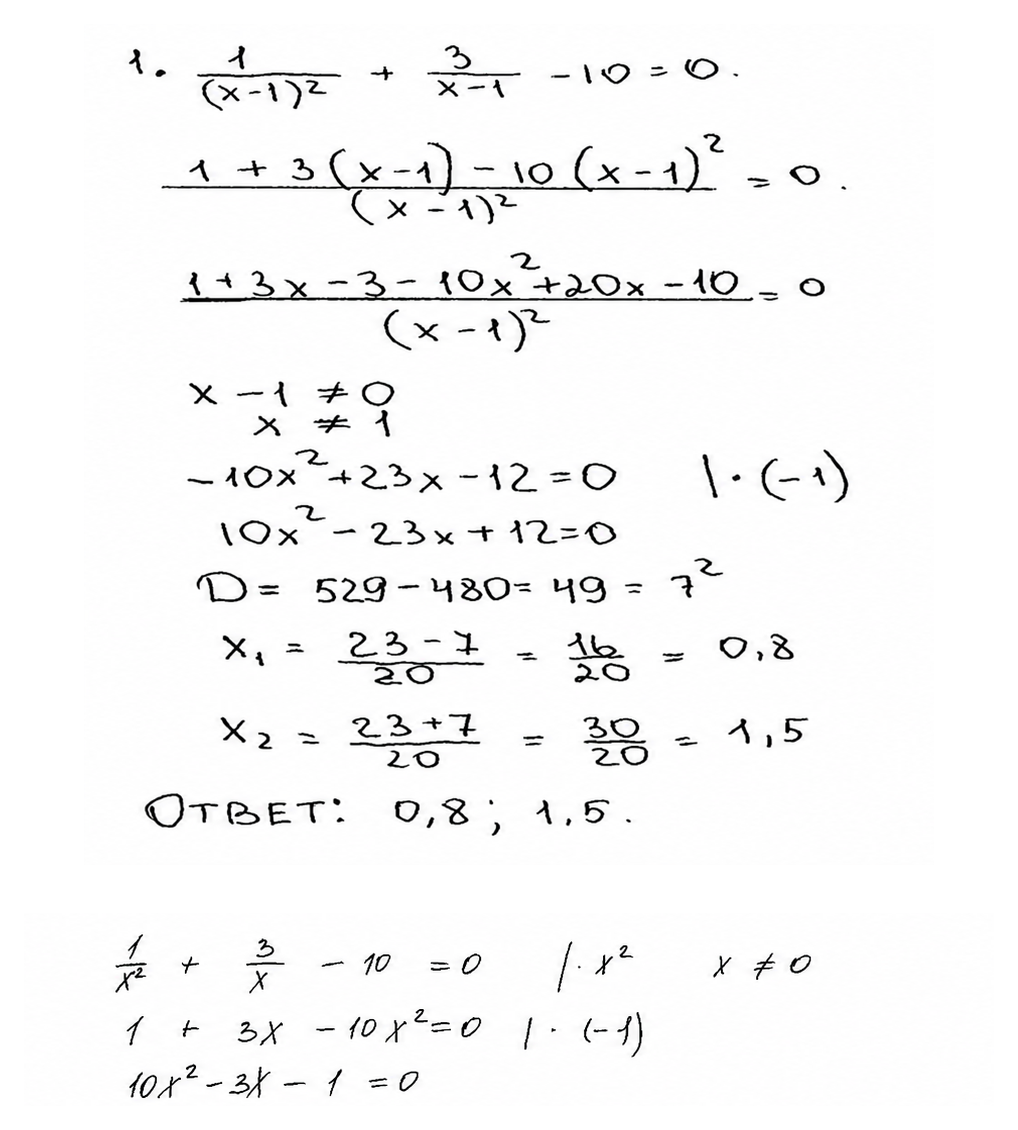 1. 1/(x-1)² + 3/(x-1) - 10 = 0.
(1 + 3(x-1) - 10(x-1)²)/(x-1)² = 0.
(1+3x-3-10x²+20x-10)/(x-1)² = 0
x - 1 ≠ 0
x ≠ 1
-10x²+23x-12=0 |·(-1)
10x²-23x+12=0
D = 529-480= 49 = 7²
x₁ = (23-7)/20 = 16/20 = 0,8
x₂ = (23+7)/20 = 30/20 = 1,5
ОТВЕТ: 0,8; 1,5.
1/x² + 3/x - 10 = 0 |·x² x ≠ 0
1 + 3x - 10x²=0 |·(-1)
10x²-3x-1=0